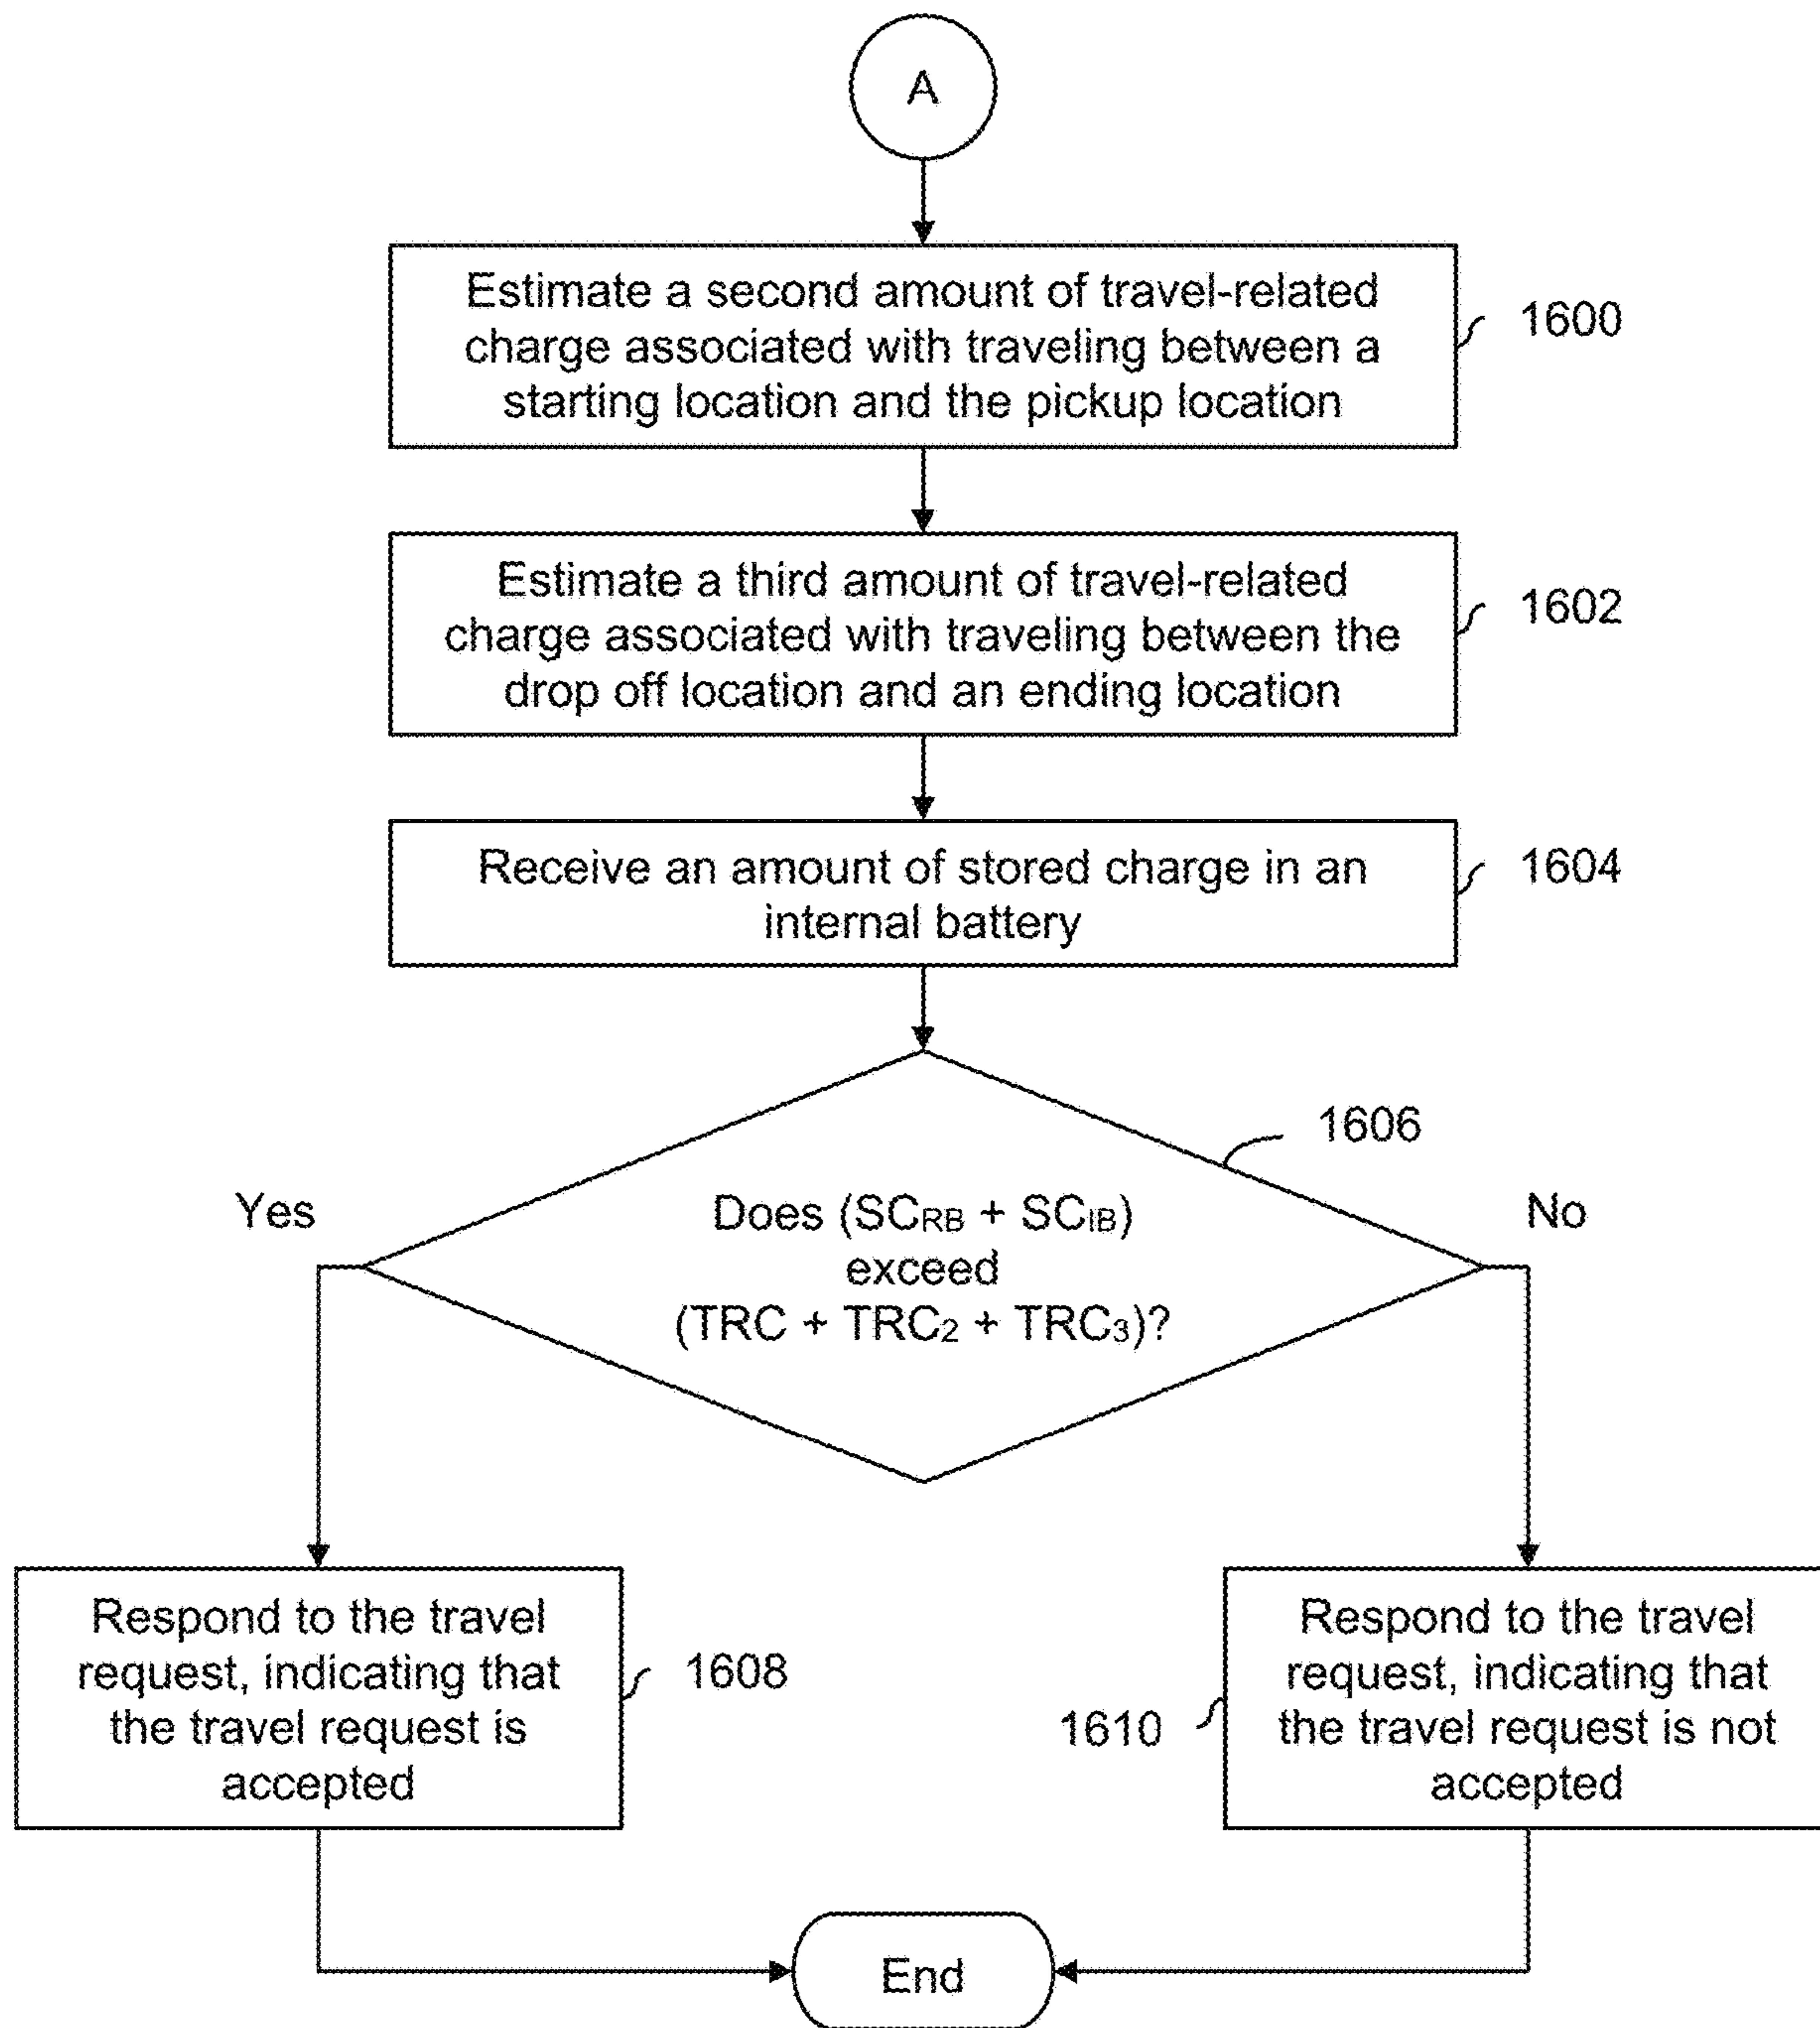 A
Estimate a second amount of travel-related
charge associated with traveling between a
starting location and the pickup location
1600
Estimate a third amount of travel-related
charge associated with traveling between the
drop off location and an ending location
1602
Receive an amount of stored charge in an
internal battery
1604
1606
Yes
No
Does (SCRB + SCIB)
exceed
(TRC + TRC2 + TRC3)?
Respond to the travel
request, indicating that
the travel request is
accepted
1608
1610
Respond to the travel
request, indicating that
the travel request is not
accepted
End